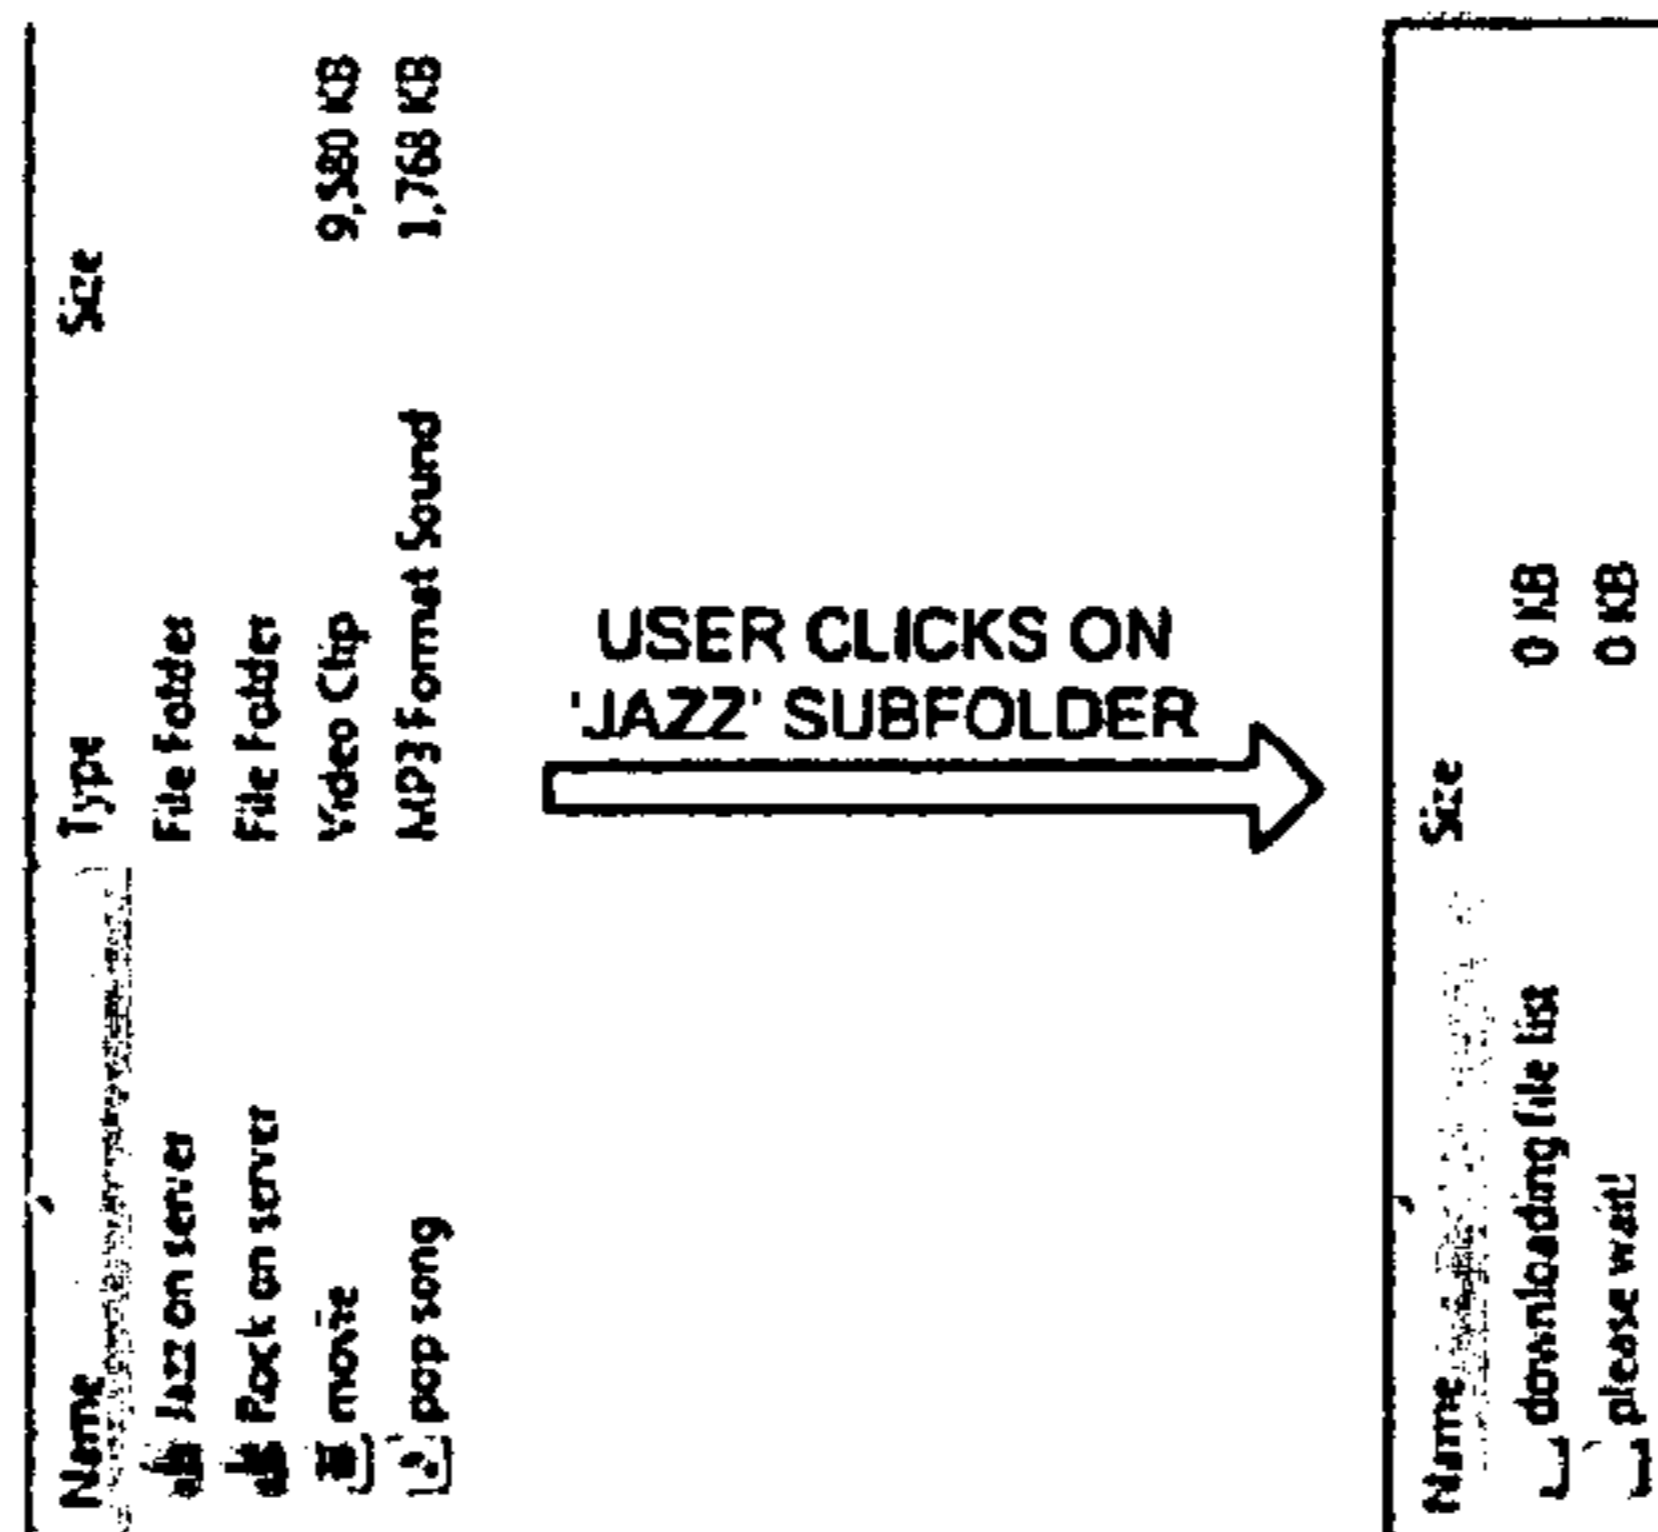 Name Type Size
Jazz on server File Folder
Rock on server File Folder
movie Video Clip 9,580 KB
pop song MP3 Format Sound 1,768 KB
USER CLICKS ON
'JAZZ' SUBFOLDER
Name Size
downloading file list 0 KB
please wait! 0 KB